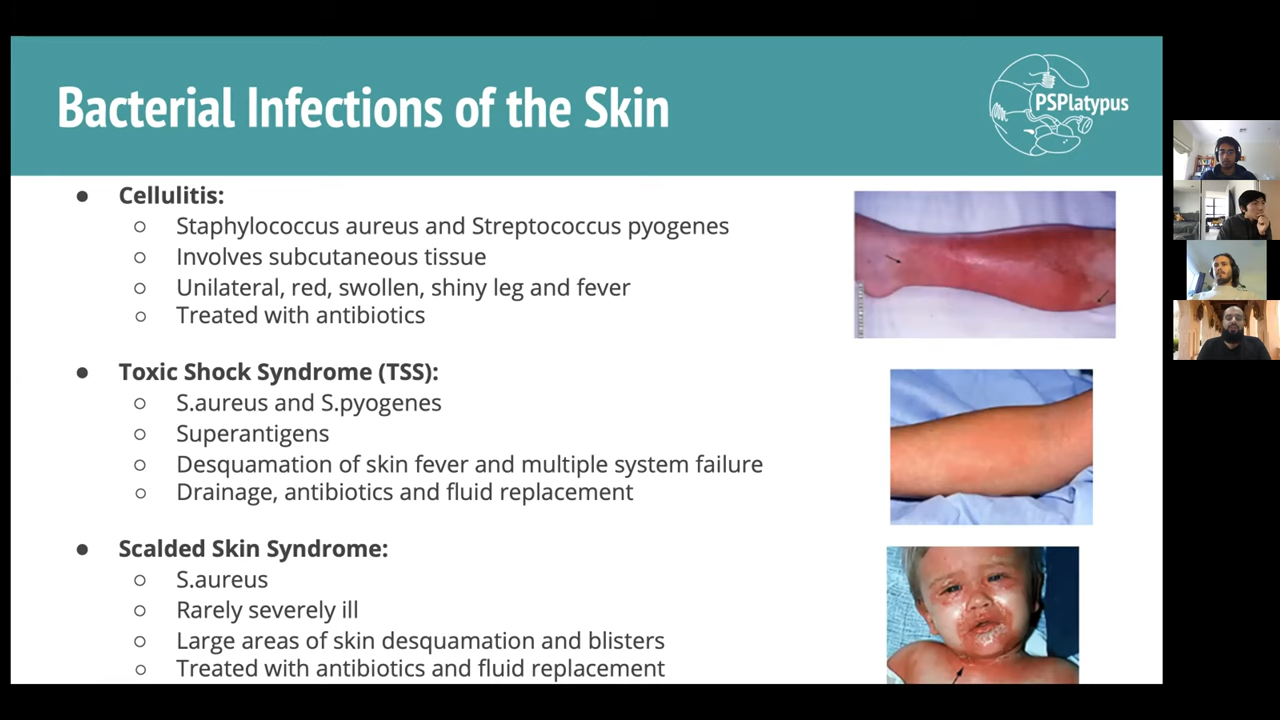 Bacterial Infections of the Skin
PSPlatypus
Cellulitis:
Staphylococcus aureus and Streptococcus pyogenes
Involves subcutaneous tissue
Unilateral, red, swollen, shiny leg and fever
Treated with antibiotics
Toxic Shock Syndrome (TSS):
S.aureus and S.pyogenes
Superantigens
Desquamation of skin fever and multiple system failure
Drainage, antibiotics and fluid replacement
Scalded Skin Syndrome:
S.aureus
Rarely severely ill
Large areas of skin desquamation and blisters
Treated with antibiotics and fluid replacement